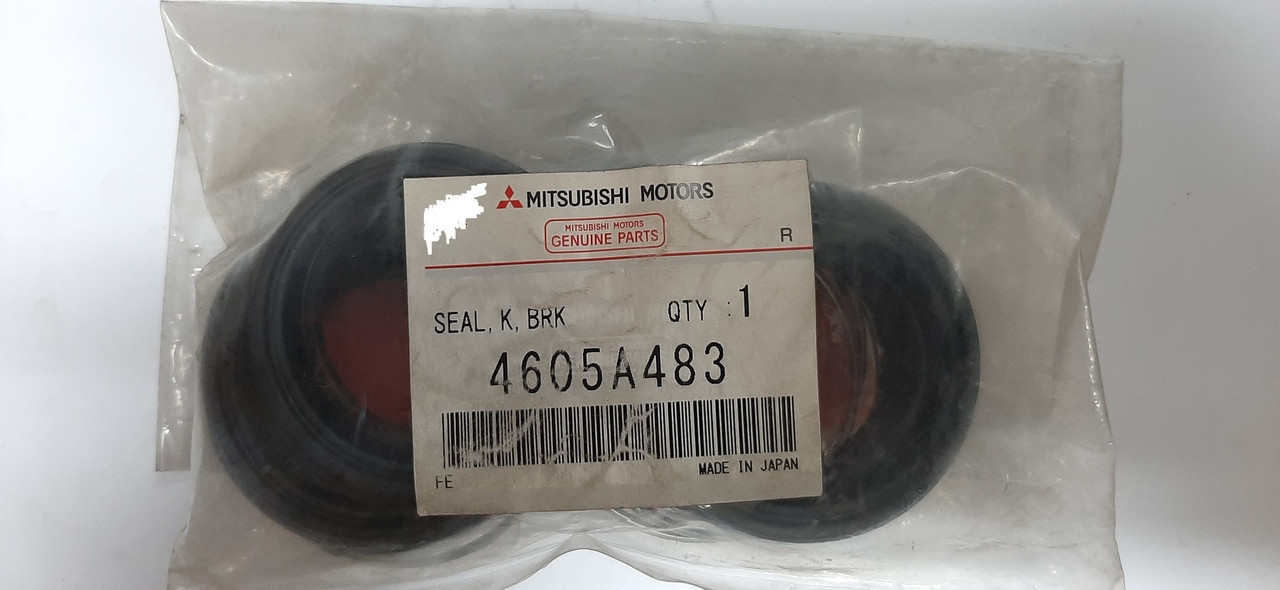 MITSUBISHI MOTORS
MITSUBISHI MOTORS
GENUINE PARTS
R
SEAL, K, BRK QTY : 1
4605A483
MADE IN JAPAN
FE